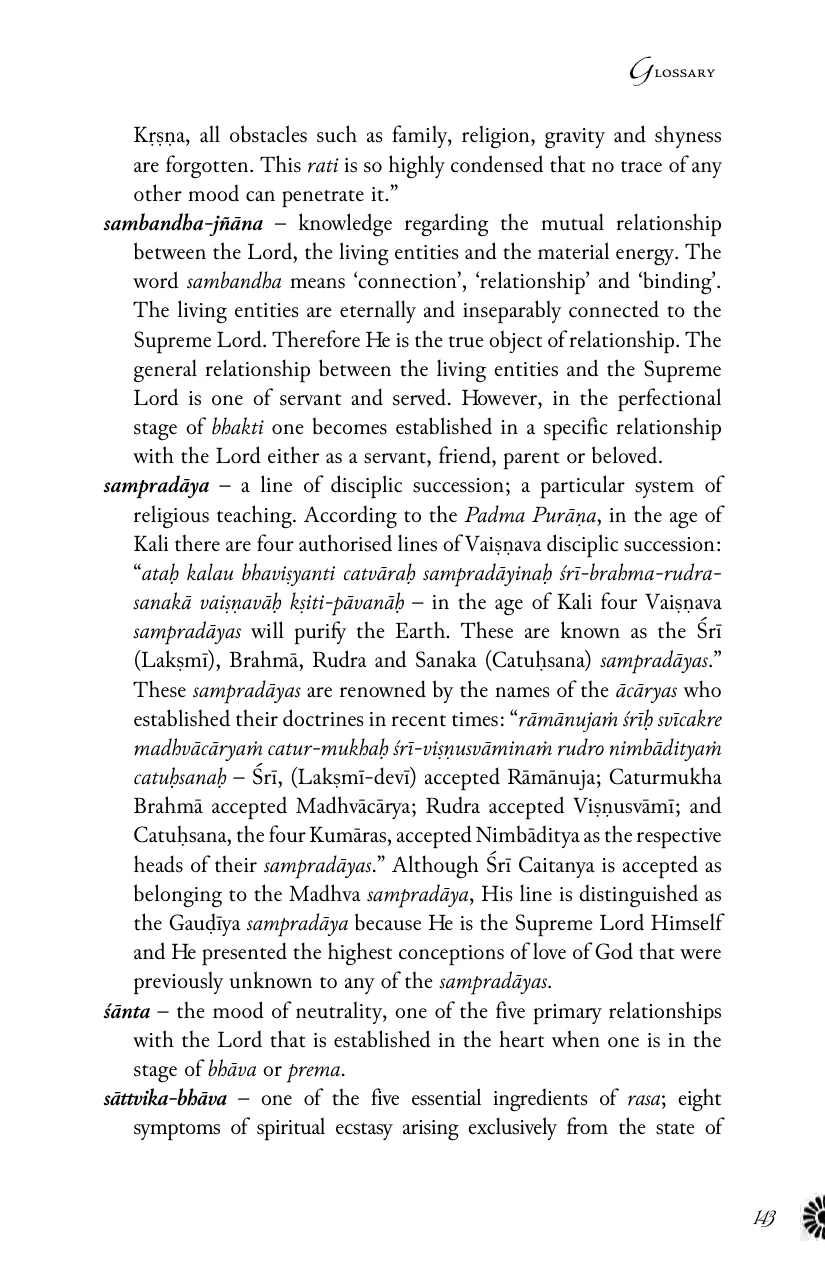 Glossary
Kṛṣṇa, all obstacles such as family, religion, gravity and shyness
are forgotten. This rati is so highly condensed that no trace of any
other mood can penetrate it.”
sambandha-jñāna – knowledge regarding the mutual relationship
between the Lord, the living entities and the material energy. The
word sambandha means ‘connection’, ‘relationship’ and ‘binding’.
The living entities are eternally and inseparably connected to the
Supreme Lord. Therefore He is the true object of relationship. The
general relationship between the living entities and the Supreme
Lord is one of servant and served. However, in the perfectional
stage of bhakti one becomes established in a specific relationship
with the Lord either as a servant, friend, parent or beloved.
sampradāya – a line of disciplic succession; a particular system of
religious teaching. According to the Padma Purāṇa, in the age of
Kali there are four authorised lines of Vaiṣṇava disciplic succession:
“ataḥ kalau bhaviṣyanti catvāraḥ sampradāyinaḥ śrī-brahma-rudra-
sanakā vaiṣṇavāḥ kṣiti-pāvanāḥ – in the age of Kali four Vaiṣṇava
sampradāyas will purify the Earth. These are known as the Śrī
(Lakṣmī), Brahmā, Rudra and Sanaka (Catuḥsana) sampradāyas.”
These sampradāyas are renowned by the names of the ācāryas who
established their doctrines in recent times: “rāmānujaṁ śrīḥ svīcakre
madhvācāryaṁ catur-mukhaḥ śrī-viṣṇusvāminaṁ rudro nimbādityaṁ
catuḥsanaḥ – Śrī, (Lakṣmī-devī) accepted Rāmānuja; Caturmukha
Brahmā accepted Madhvācārya; Rudra accepted Viṣṇusvāmī; and
Catuḥsana, the four Kumāras, accepted Nimbāditya as the respective
heads of their sampradāyas.” Although Śrī Caitanya is accepted as
belonging to the Madhva sampradāya, His line is distinguished as
the Gauḍīya sampradāya because He is the Supreme Lord Himself
and He presented the highest conceptions of love of God that were
previously unknown to any of the sampradāyas.
śānta – the mood of neutrality, one of the five primary relationships
with the Lord that is established in the heart when one is in the
stage of bhāva or prema.
sāttvika-bhāva – one of the five essential ingredients of rasa; eight
symptoms of spiritual ecstasy arising exclusively from the state of
143